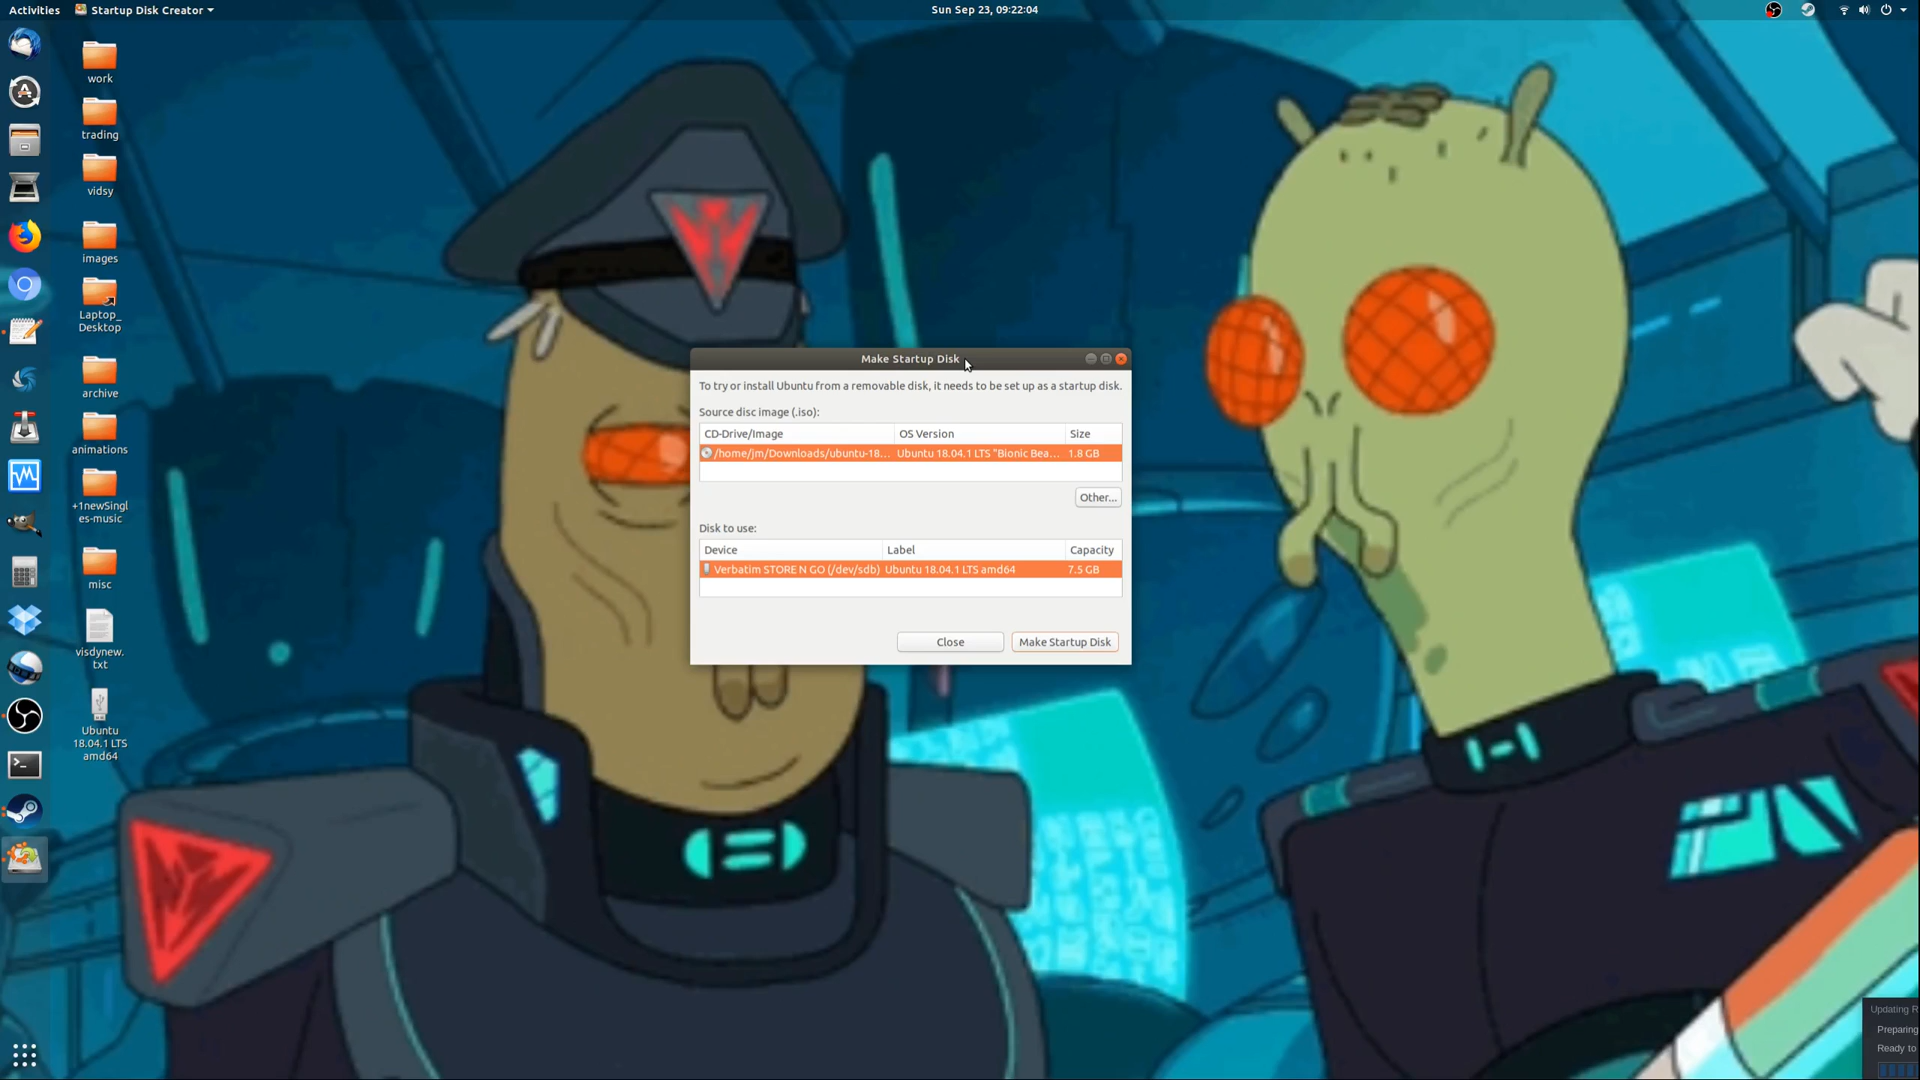 Activities
Startup Disk Creator
Sun Sep 23, 09:22:04
work
trading
vidsy
images
Laptop_
Desktop
archive
animations
+1newSingl
es-music
misc
visdynew.
txt
Ubuntu
18.04.1 LTS
amd64
Make Startup Disk
To try or install Ubuntu from a removable disk, it needs to be set up as a startup disk.
Source disc image (.iso):
CD-Drive/Image OS Version Size
/home/jm/Downloads/ubuntu-18... Ubuntu 18.04.1 LTS "Bionic Bea... 1.8 GB
Other...
Disk to use:
Device Label Capacity
Verbatim STORE N GO (/dev/sdb) Ubuntu 18.04.1 LTS amd64 7.5 GB
Close Make Startup Disk
Updating R
Preparing
Ready to